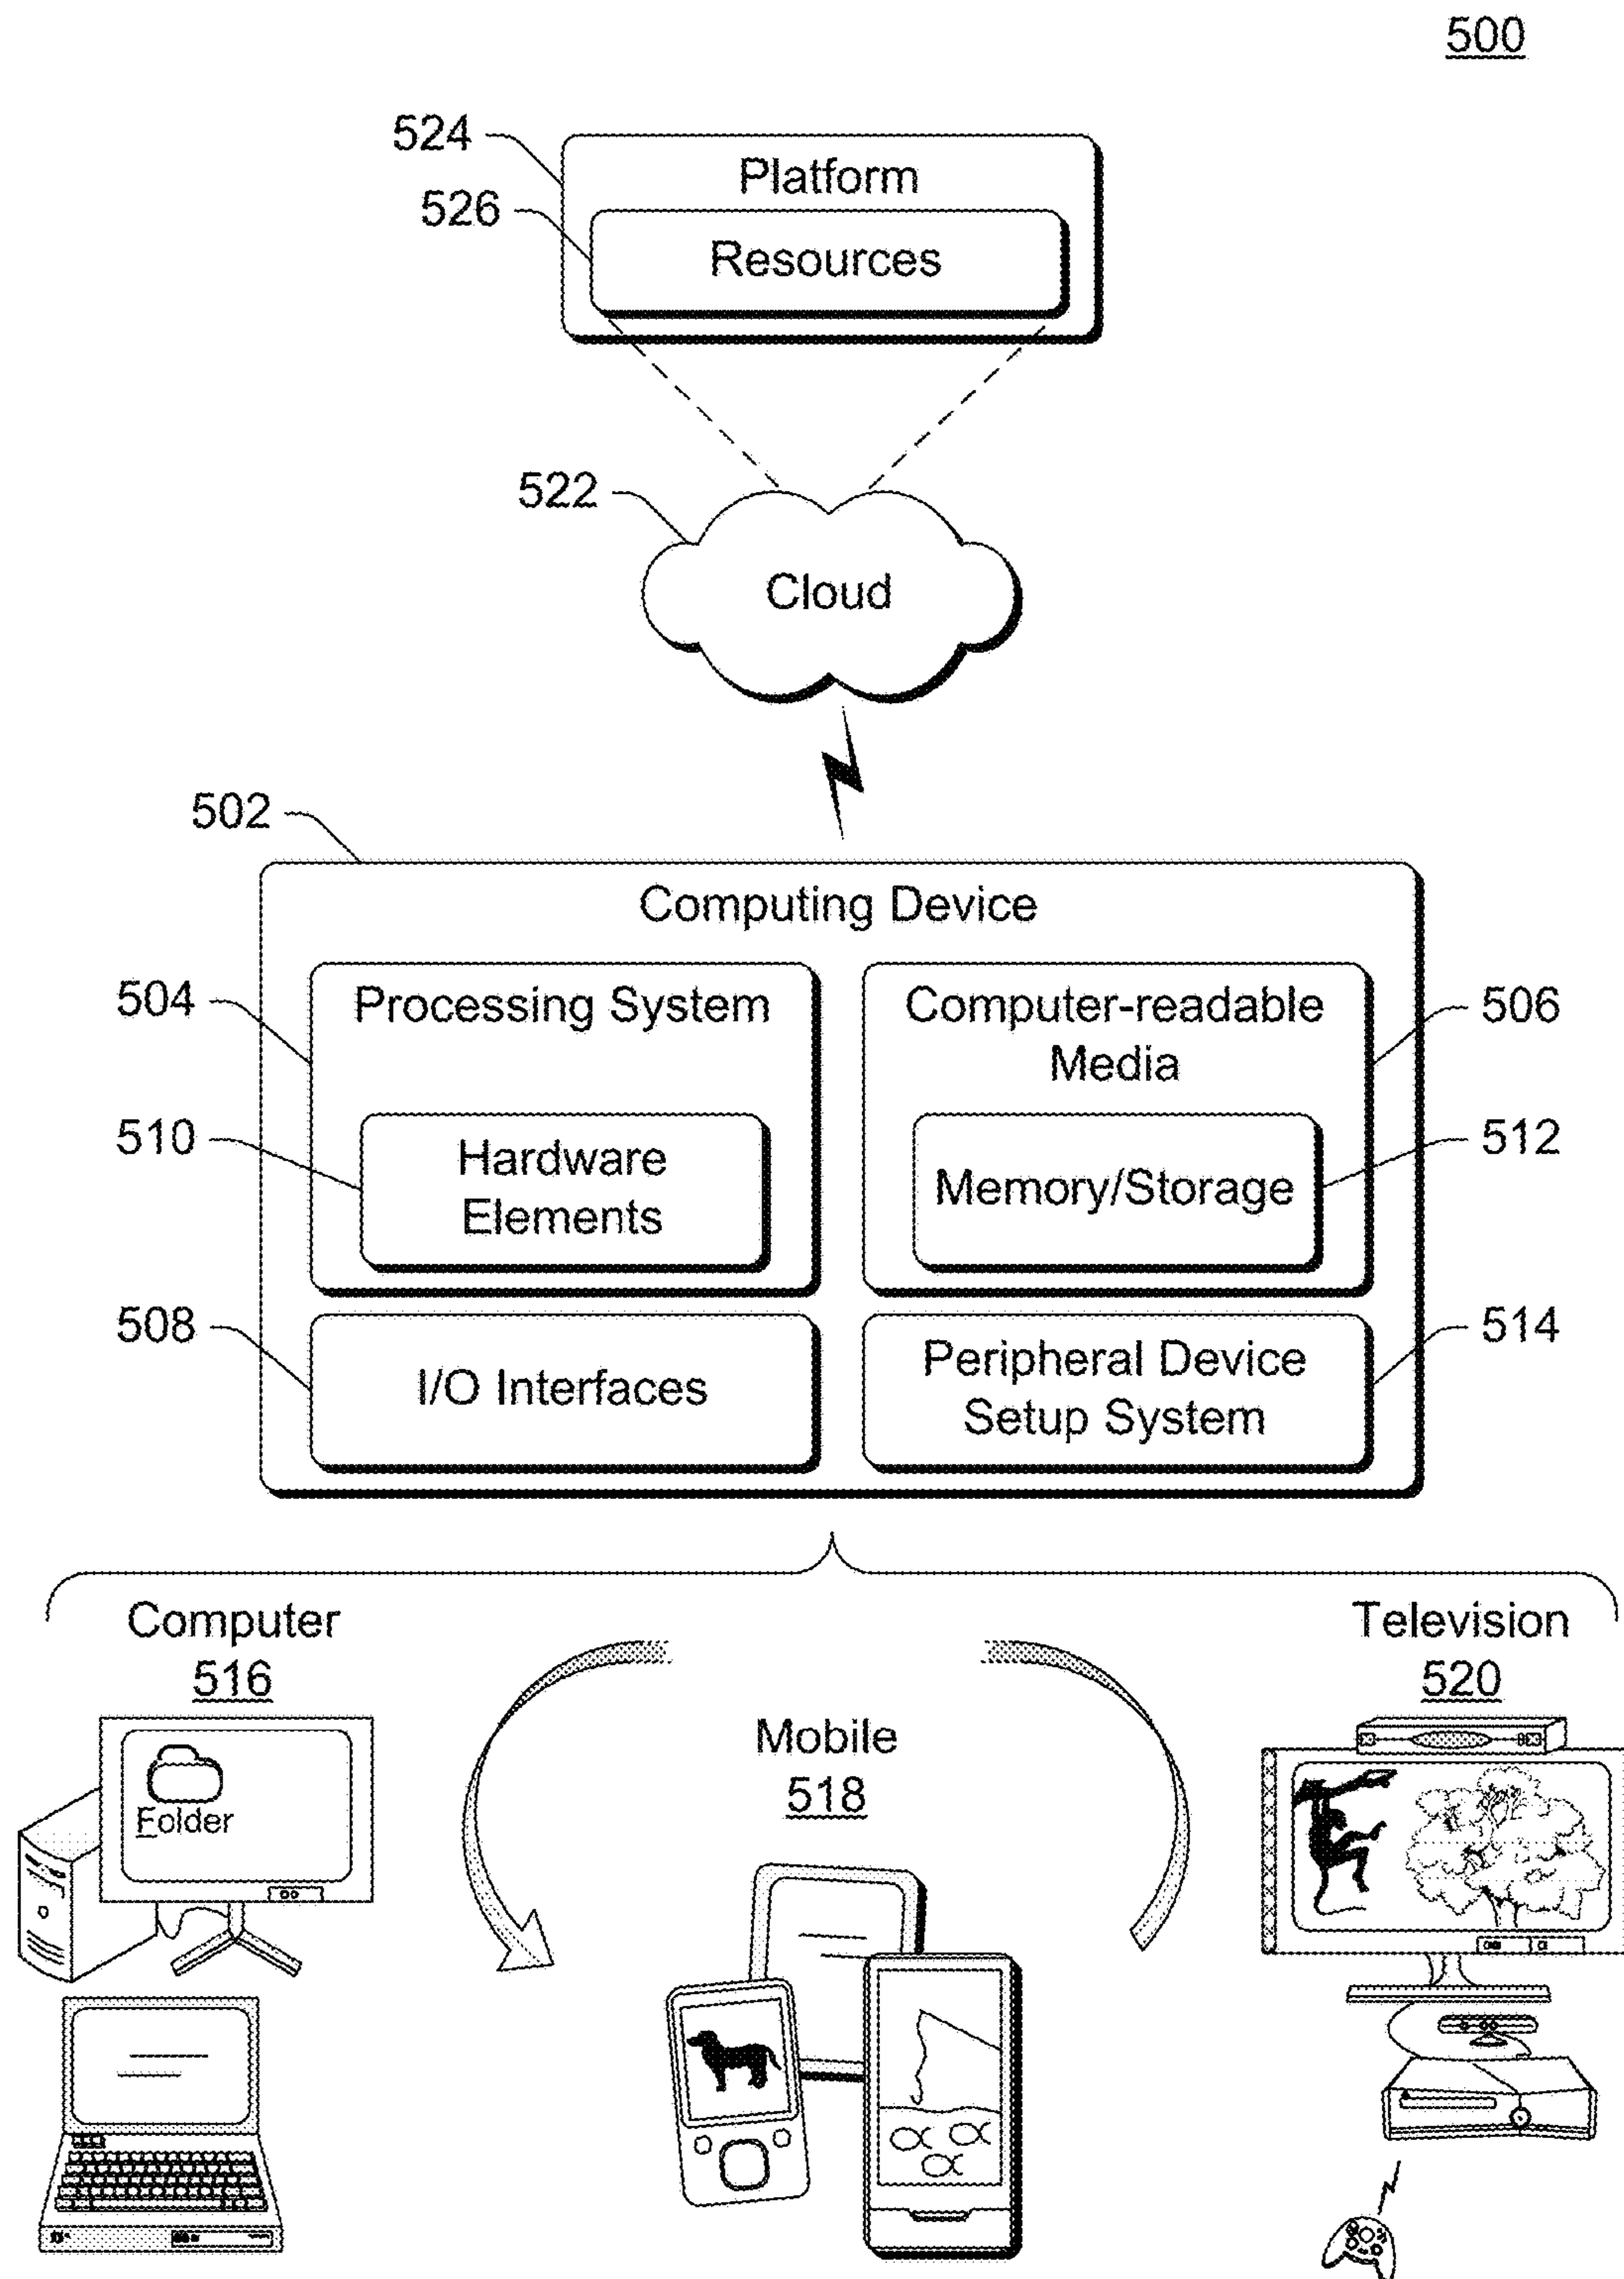 500
524
Platform
526
Resources
522
Cloud
502
Computing Device
504
Processing System
Computer-readable
Media
506
510
Hardware
Elements
Memory/Storage
512
508
I/O Interfaces
Peripheral Device
Setup System
514
Computer
516
Folder
Mobile
518
Television
520